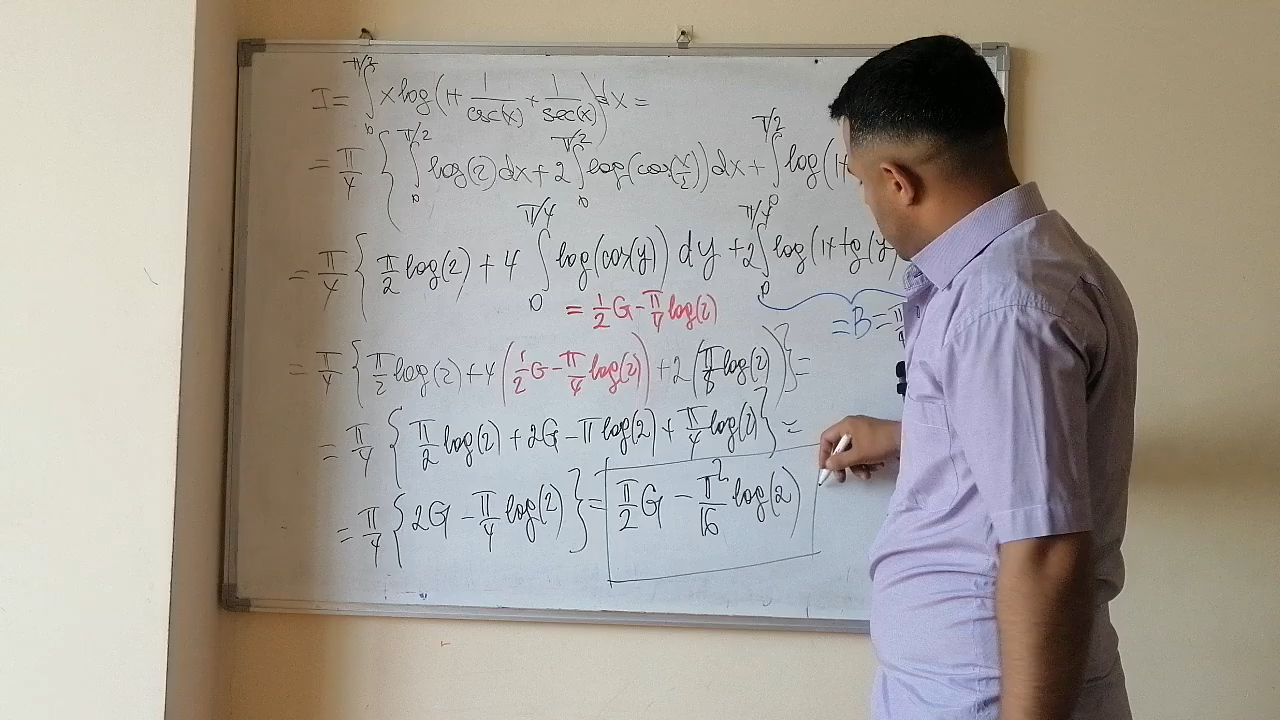 I = ∫₀^{π/2} x log(1 + 1/csc(x) + 1/sec(x)) dx =
= π/4 { ∫₀^{π/2} log(2) dx + 2 ∫₀^{π/2} log(cos(x/2)) dx + ∫₀^{π/2} log(1+
= π/4 { π/2 log(2) + 4 ∫₀^{π/4} log(cos(y)) dy + 2 ∫₀^{π/4} log(1+tg(y)
= 1/2 G - π/4 log(2)
= B = π/
= π/4 { π/2 log(2) + 4 (1/2 G - π/4 log(2)) + 2 (π/8 log(2)) } =
= π/4 { π/2 log(2) + 2G - π log(2) + π/4 log(2) } =
= π/4 { 2G - π/4 log(2) } = π/2 G - π²/16 log(2)